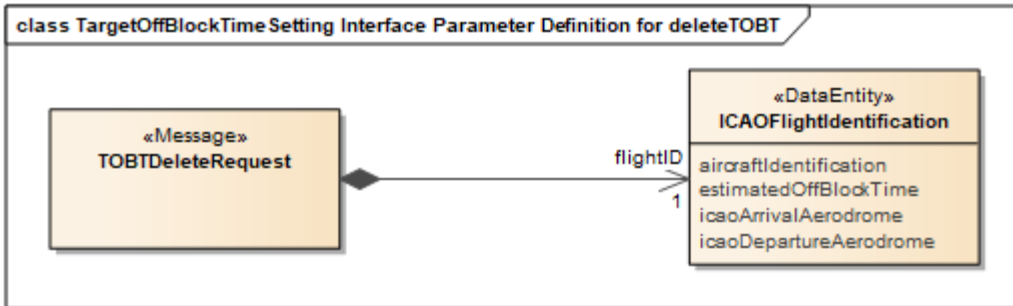 class TargetOffBlockTimeSetting Interface Parameter Definition for deleteTOBT
«Message»
TOBTDeleteRequest
flightID
1
«DataEntity»
ICAOFlightIdentification
aircraftIdentification
estimatedOffBlockTime
icaoArrivalAerodrome
icaoDepartureAerodrome